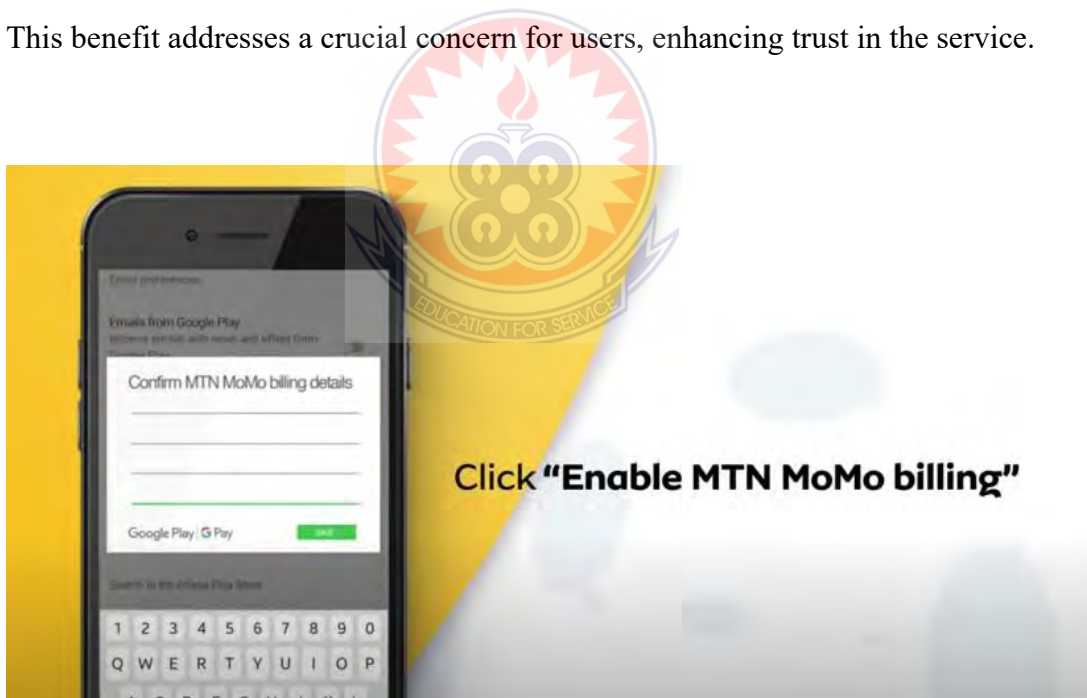 This benefit addresses a crucial concern for users, enhancing trust in the service.
EDUCATION FOR SERVICE
Emails from Google Play
Confirm MTN MoMo billing details
Google Play | G Pay
Click “Enable MTN MoMo billing”
1 2 3 4 5 6 7 8 9 0
Q W E R T Y U I O P